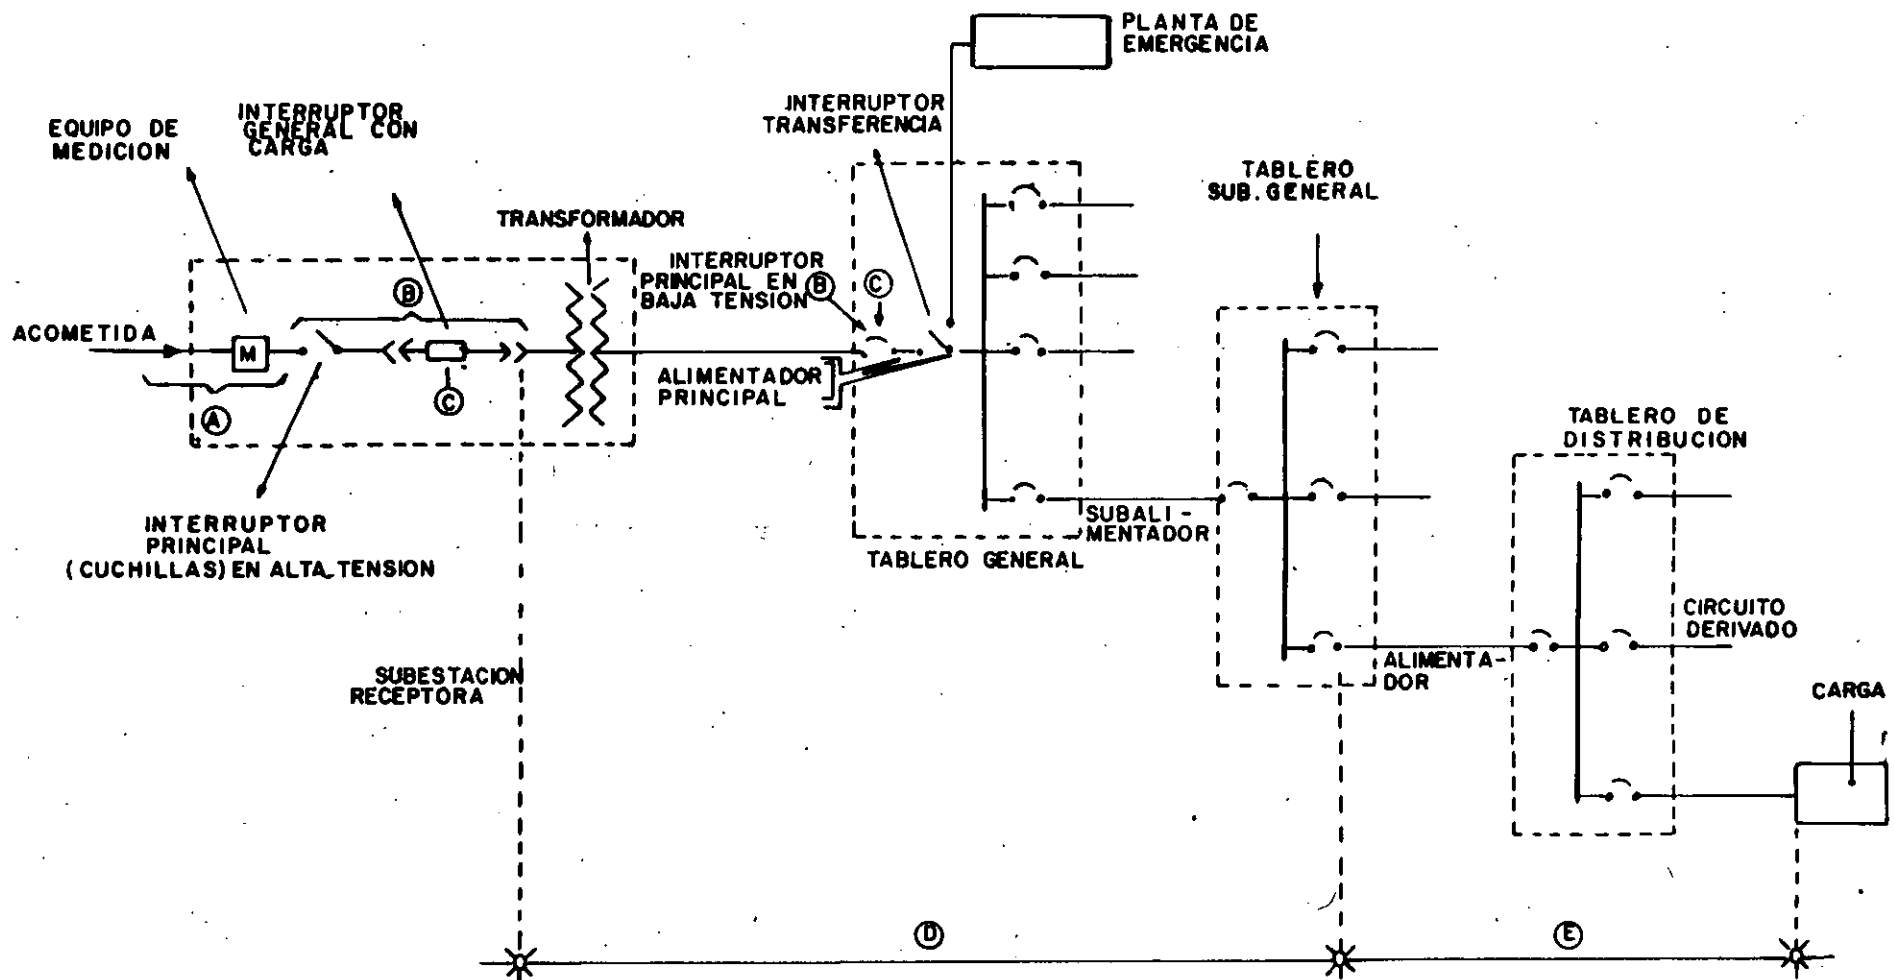 PLANTA DE
EMERGENCIA
INTERRUPTOR
TRANSFERENCIA
INTERRUPTOR
GENERAL CON
CARGA
EQUIPO DE
MEDICION
TABLERO
SUB. GENERAL
TRANSFORMADOR
INTERRUPTOR
PRINCIPAL EN
BAJA TENSION
B
C
B
ACOMETIDA
M
A
C
ALIMENTADOR
PRINCIPAL
TABLERO DE
DISTRIBUCION
INTERRUPTOR
PRINCIPAL
(CUCHILLAS) EN ALTA TENSION
SUBALI-
MENTADOR
TABLERO GENERAL
CIRCUITO
DERIVADO
ALIMENTA-
DOR
SUBESTACION
RECEPTORA
CARGA
D
E